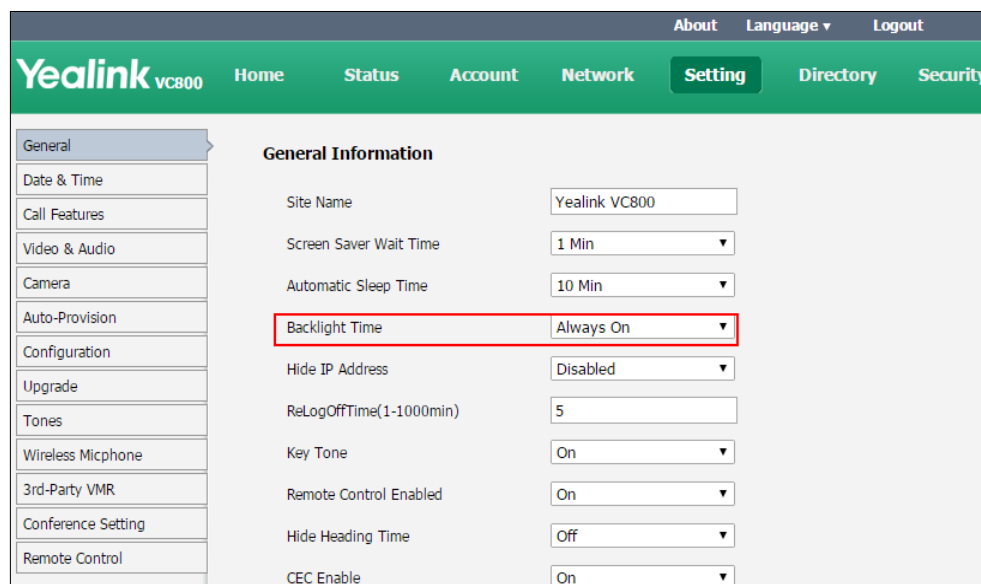 About Language ▾ Logout
Yealink VC800 Home Status Account Network Setting Directory Security
General
Date & Time
Call Features
Video & Audio
Camera
Auto-Provision
Configuration
Upgrade
Tones
Wireless Micphone
3rd-Party VMR
Conference Setting
Remote Control
General Information
Site Name Yealink VC800
Screen Saver Wait Time 1 Min
Automatic Sleep Time 10 Min
Backlight Time Always On
Hide IP Address Disabled
ReLogOffTime(1-1000min) 5
Key Tone On
Remote Control Enabled On
Hide Heading Time Off
CEC Enable On